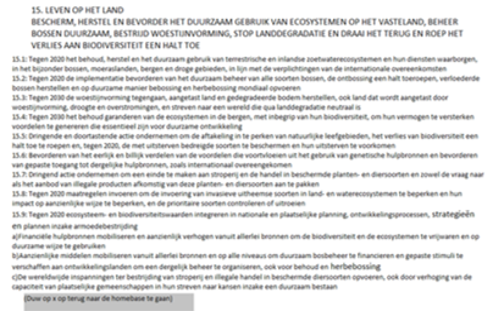 15. LEVEN OP HET LAND
BESCHERM, HERSTEL EN BEVORDER HET DUURZAAM GEBRUIK VAN ECOSYSTEMEN OP HET VASTELAND, BEHEER
BOSSEN DUURZAAM, BESTRIJD WOESTIJNVORMING, STOP LANDDEGRADATIE EN DRAAI HET TERUG EN ROEP HET
VERLIES AAN BIODIVERSITEIT EEN HALT TOE
15.1: Tegen 2020 het behoud, herstel en het duurzaam gebruik van terrestrische en inlandse zoetwaterecosystemen en hun diensten waarborgen,
in het bijzonder bossen, moeraslanden, bergen en droge gebieden, in lijn met de verplichtingen van de internationale overeenkomsten
15.2: Tegen 2020 de implementatie bevorderen van het duurzaam beheer van alle soorten bossen, de ontbossing een halt toeroepen, verloederde
bossen herstellen en op duurzame manier bebossing en herbebossing mondiaal opvoeren
15.3: Tegen 2030 de woestijnvorming tegengaan, aangetast land en gedegradeerde bodem herstellen, ook land dat wordt aangetast door
woestijnvorming, droogte en overstromingen, en streven naar een wereld die qua landdegradatie neutraal is
15.4: Tegen 2030 het behoud garanderen van de ecosystemen in de bergen, met inbegrip van hun biodiversiteit, om hun vermogen te versterken
voordelen te genereren die essentieel zijn voor duurzame ontwikkeling
15.5: Dringende en doortastende actie ondernemen om de aftakeling in te perken van natuurlijke leefgebieden, het verlies van biodiversiteit een
halt toe te roepen en, tegen 2020, de met uitsterven bedreigde soorten te beschermen en hun uitsterven te voorkomen
15.6: Bevorderen van het eerlijk en billijk verdelen van de voordelen die voortvloeien uit het gebruik van genetische hulpbronnen en bevorderen
van gepaste toegang tot dergelijke hulpbronnen, zoals internationaal overeengekomen
15.7: Dringend actie ondernemen om een einde te maken aan stroperij en de handel in beschermde planten- en diersoorten en zowel de vraag naar
als het aanbod van illegale producten afkomstig van deze planten- en diersoorten aan te pakken
15.8: Tegen 2020 maatregelen invoeren om de invoering van invasieve uitheemse soorten in land- en waterecosystemen te beperken en hun
impact op aanzienlijke wijze te beperken, en de prioritaire soorten controleren of uitroeien
15.9: Tegen 2020 ecosysteem- en biodiversiteitswaarden integreren in nationale en plaatselijke planning, ontwikkelingsprocessen, strategieën
en plannen inzake armoedebestrijding
a)Financiële hulpbronnen mobiliseren en aanzienlijk verhogen vanuit allerlei bronnen om de biodiversiteit en de ecosystemen te vrijwaren en op
duurzame wijze te gebruiken
b)Aanzienlijke middelen mobiliseren vanuit allerlei bronnen en op alle niveaus om duurzaam bosbeheer te financieren en gepaste stimuli te
verschaffen aan ontwikkelingslanden om een dergelijk beheer te organiseren, ook voor behoud en herbebossing
c)De wereldwijde inspanningen ter bestrijding van stroperij en illegale handel in beschermde diersoorten opvoeren, ook door verhoging van de
capaciteit van plaatselijke gemeenschappen in hun streven naar kansen inzake een duurzaam bestaan
(Duw op x op terug naar de homebase te gaan)